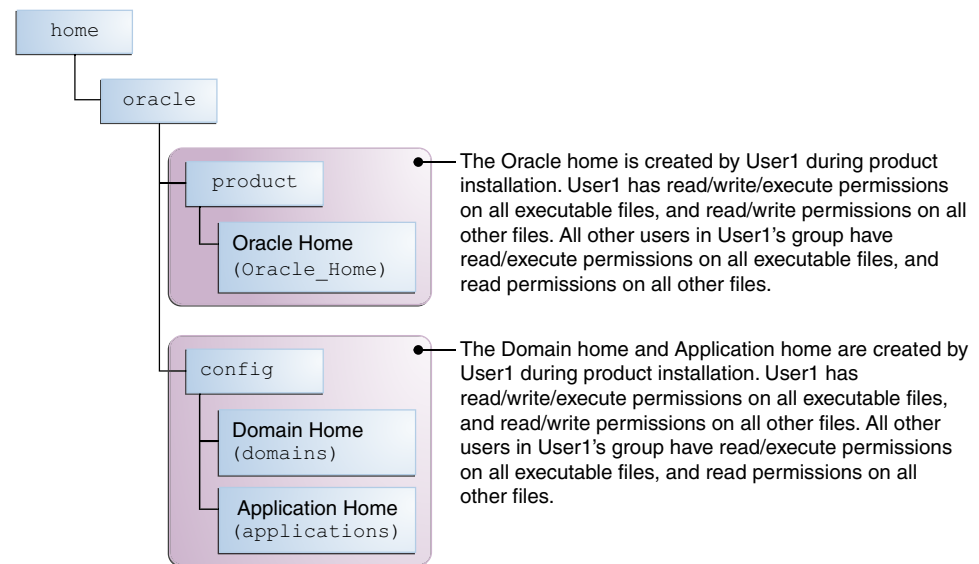 home
oracle
product
Oracle Home
(Oracle_Home)
The Oracle home is created by User1 during product
installation. User1 has read/write/execute permissions
on all executable files, and read/write permissions on all
other files. All other users in User1’s group have
read/execute permissions on all executable files, and
read permissions on all other files.
config
Domain Home
(domains)
Application Home
(applications)
The Domain home and Application home are created by
User1 during product installation. User1 has
read/write/execute permissions on all executable files,
and read/write permissions on all other files. All other
users in User1’s group have read/execute permissions
on all executable files, and read permissions on all
other files.